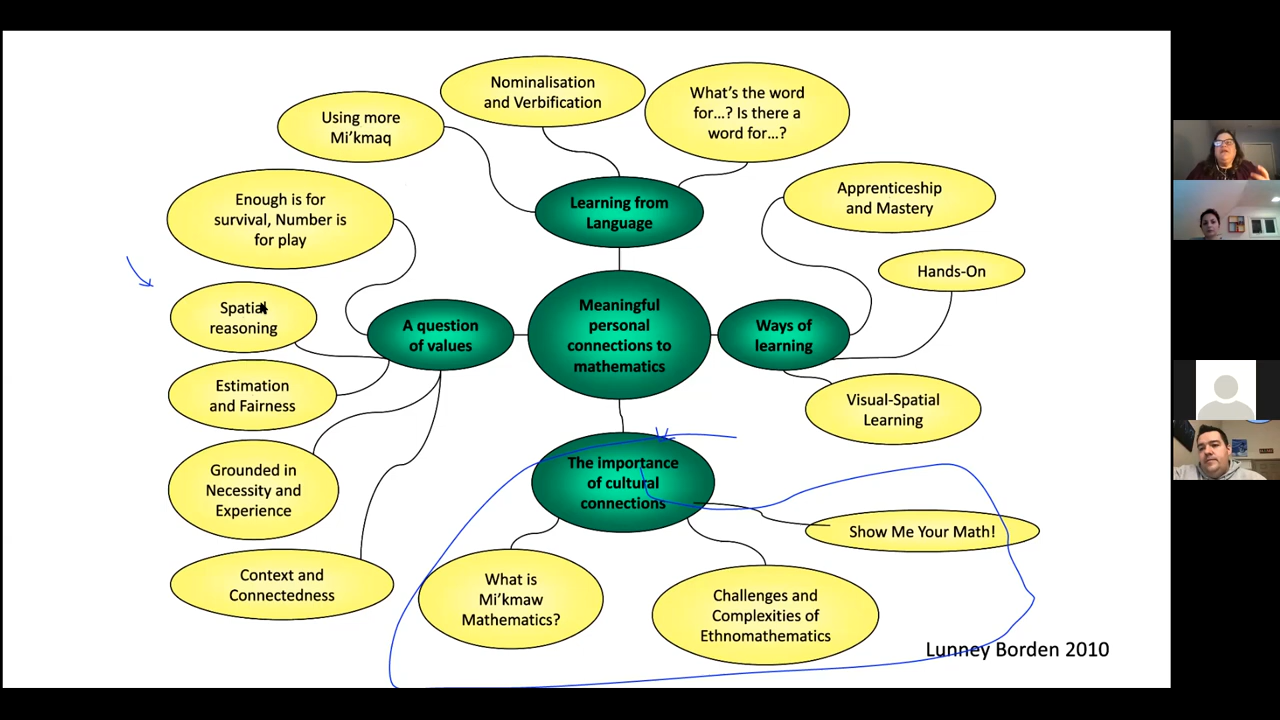 Nominalisation
and Verbification
What's the word
for...? Is there a
word for...?
Using more
Mi'kmaq
Learning from
Language
Apprenticeship
and Mastery
Enough is for
survival, Number is
for play
Hands-On
Spatial
reasoning
A question
of values
Meaningful
personal
connections to
mathematics
Ways of
learning
Estimation
and Fairness
Visual-Spatial
Learning
Grounded in
Necessity and
Experience
The importance
of cultural
connections
Show Me Your Math!
Context and
Connectedness
What is
Mi'kmaw
Mathematics?
Challenges and
Complexities of
Ethnomathematics
Lunney Borden 2010